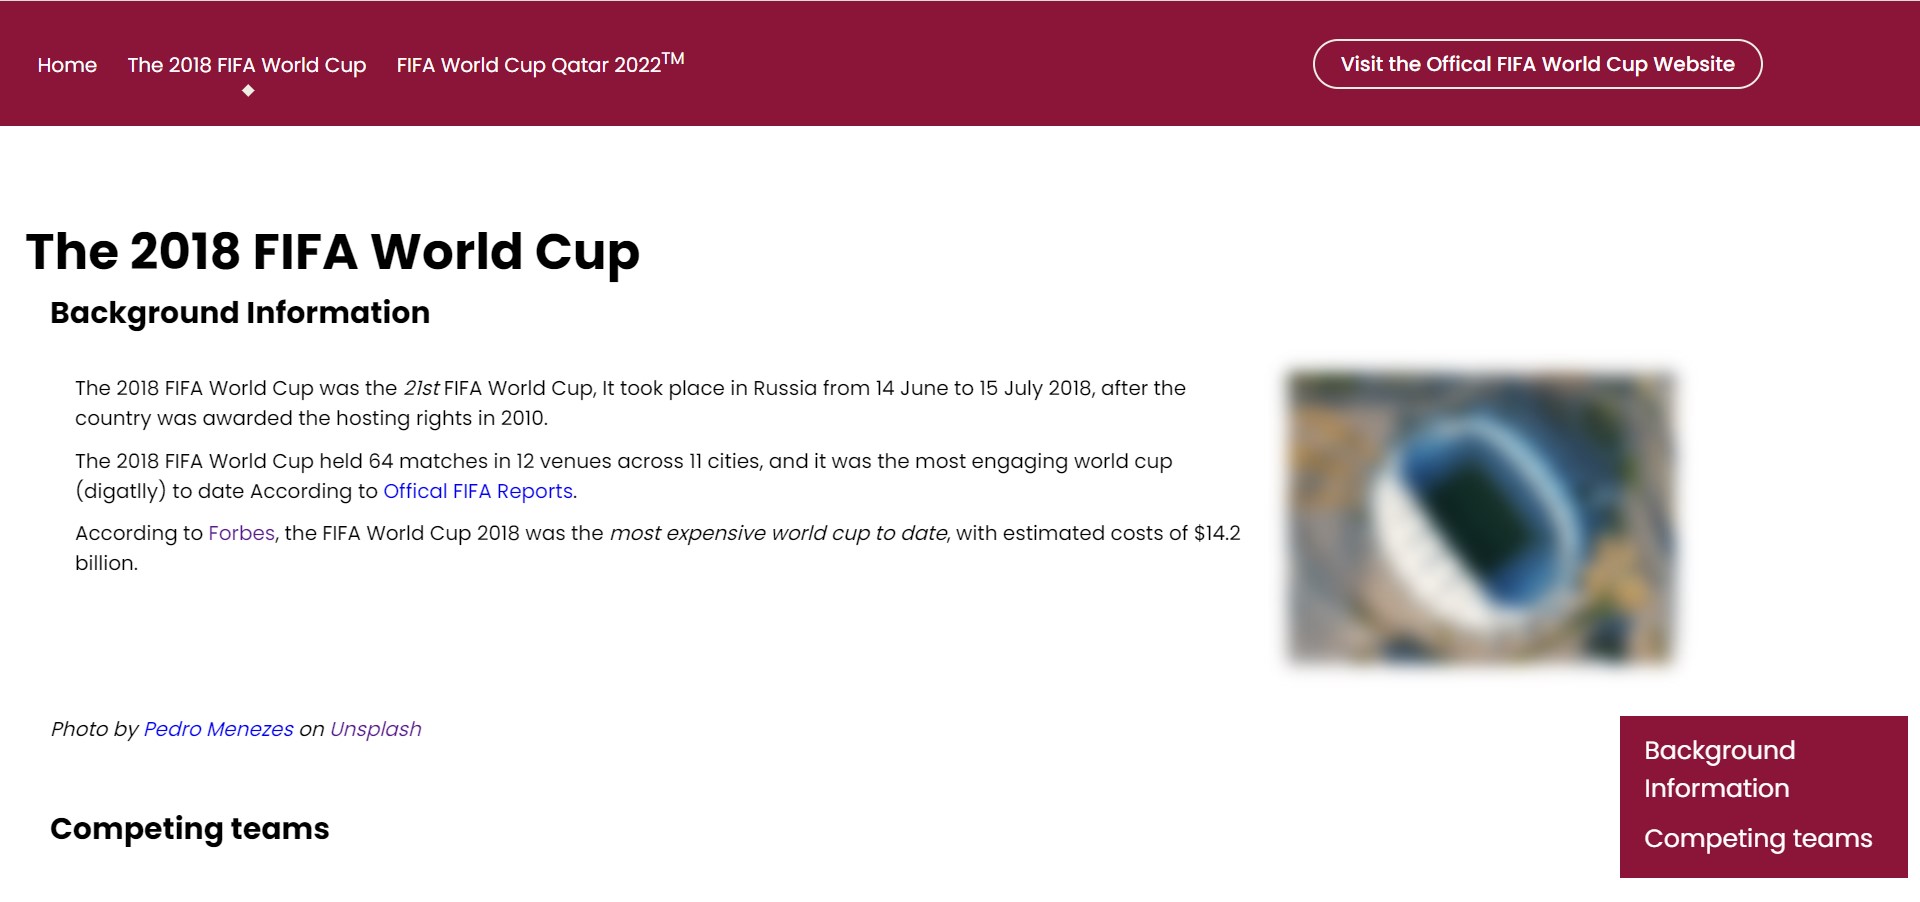 Home The 2018 FIFA World Cup FIFA World Cup Qatar 2022TM Visit the Offical FIFA World Cup Website
The 2018 FIFA World Cup
Background Information
The 2018 FIFA World Cup was the 21st FIFA World Cup, It took place in Russia from 14 June to 15 July 2018, after the
country was awarded the hosting rights in 2010.
The 2018 FIFA World Cup held 64 matches in 12 venues across 11 cities, and it was the most engaging world cup
(digatlly) to date According to Offical FIFA Reports.
According to Forbes, the FIFA World Cup 2018 was the most expensive world cup to date, with estimated costs of $14.2
billion.
Photo by Pedro Menezes on Unsplash
Competing teams
Background
Information
Competing teams